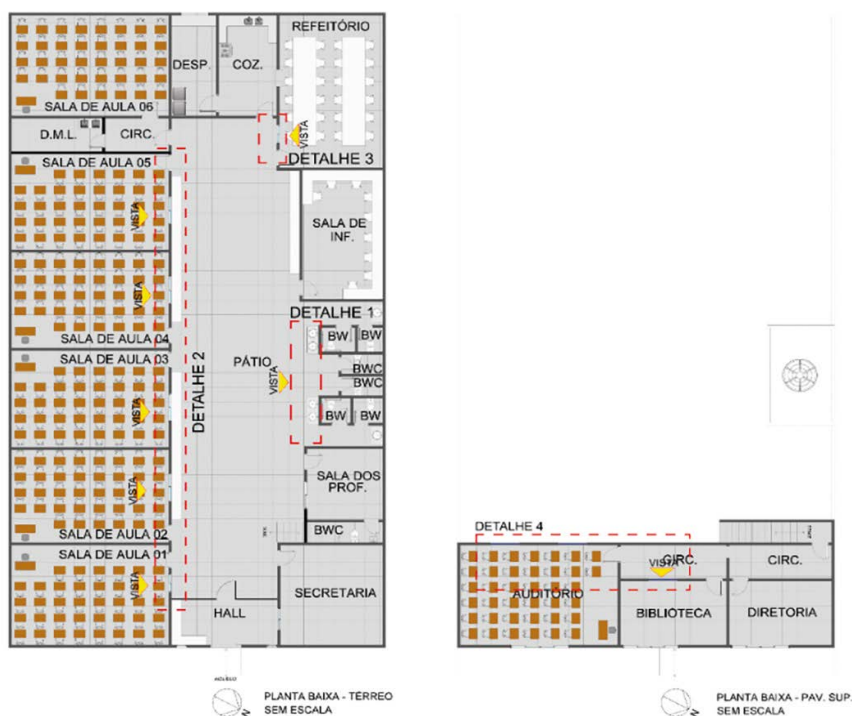 REFEITÓRIO
DESP.
COZ.
SALA DE AULA 06
D.M.L.
CIRC.
VISTA
DETALHE 3
SALA DE AULA 05
VISTA
SALA DE
INF.
VISTA
DETALHE 1
SALA DE AULA 04
BW
BW
SALA DE AULA 03
DETALHE 2
PÁTIO
VISTA
BWC
BWC
VISTA
BW
BW
SALA DOS
PROF.
VISTA
SALA DE AULA 02
BWC
SALA DE AULA 01
VISTA
SECRETARIA
HALL
N
PLANTA BAIXA - TÉRREO
SEM ESCALA
DETALHE 4
CIRC.
VISTA
CIRC.
AUDITÓRIO
BIBLIOTECA
DIRETORIA
N
PLANTA BAIXA - PAV. SUP.
SEM ESCALA